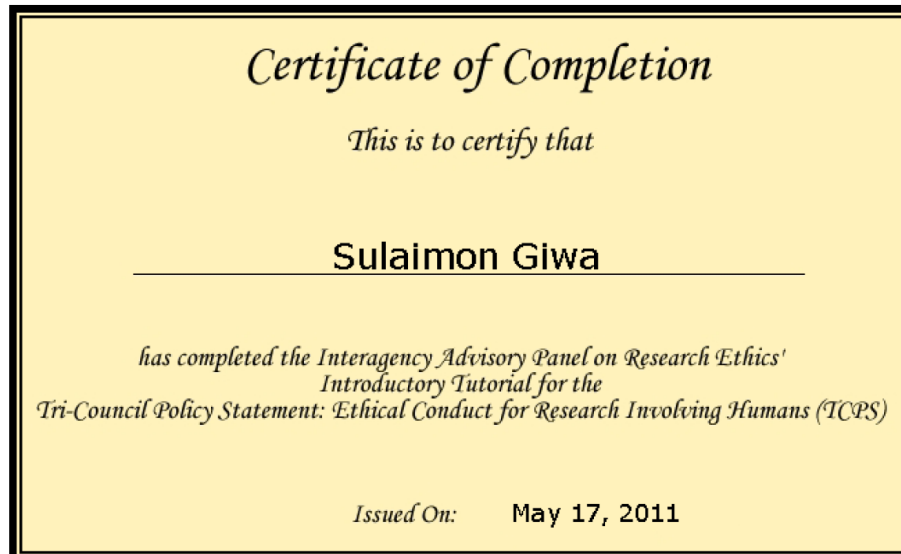 Certificate of Completion
This is to certify that
Sulaimon Giwa
has completed the Interagency Advisory Panel on Research Ethics'
Introductory Tutorial for the
Tri-Council Policy Statement: Ethical Conduct for Research Involving Humans (TCPS)
Issued On: May 17, 2011